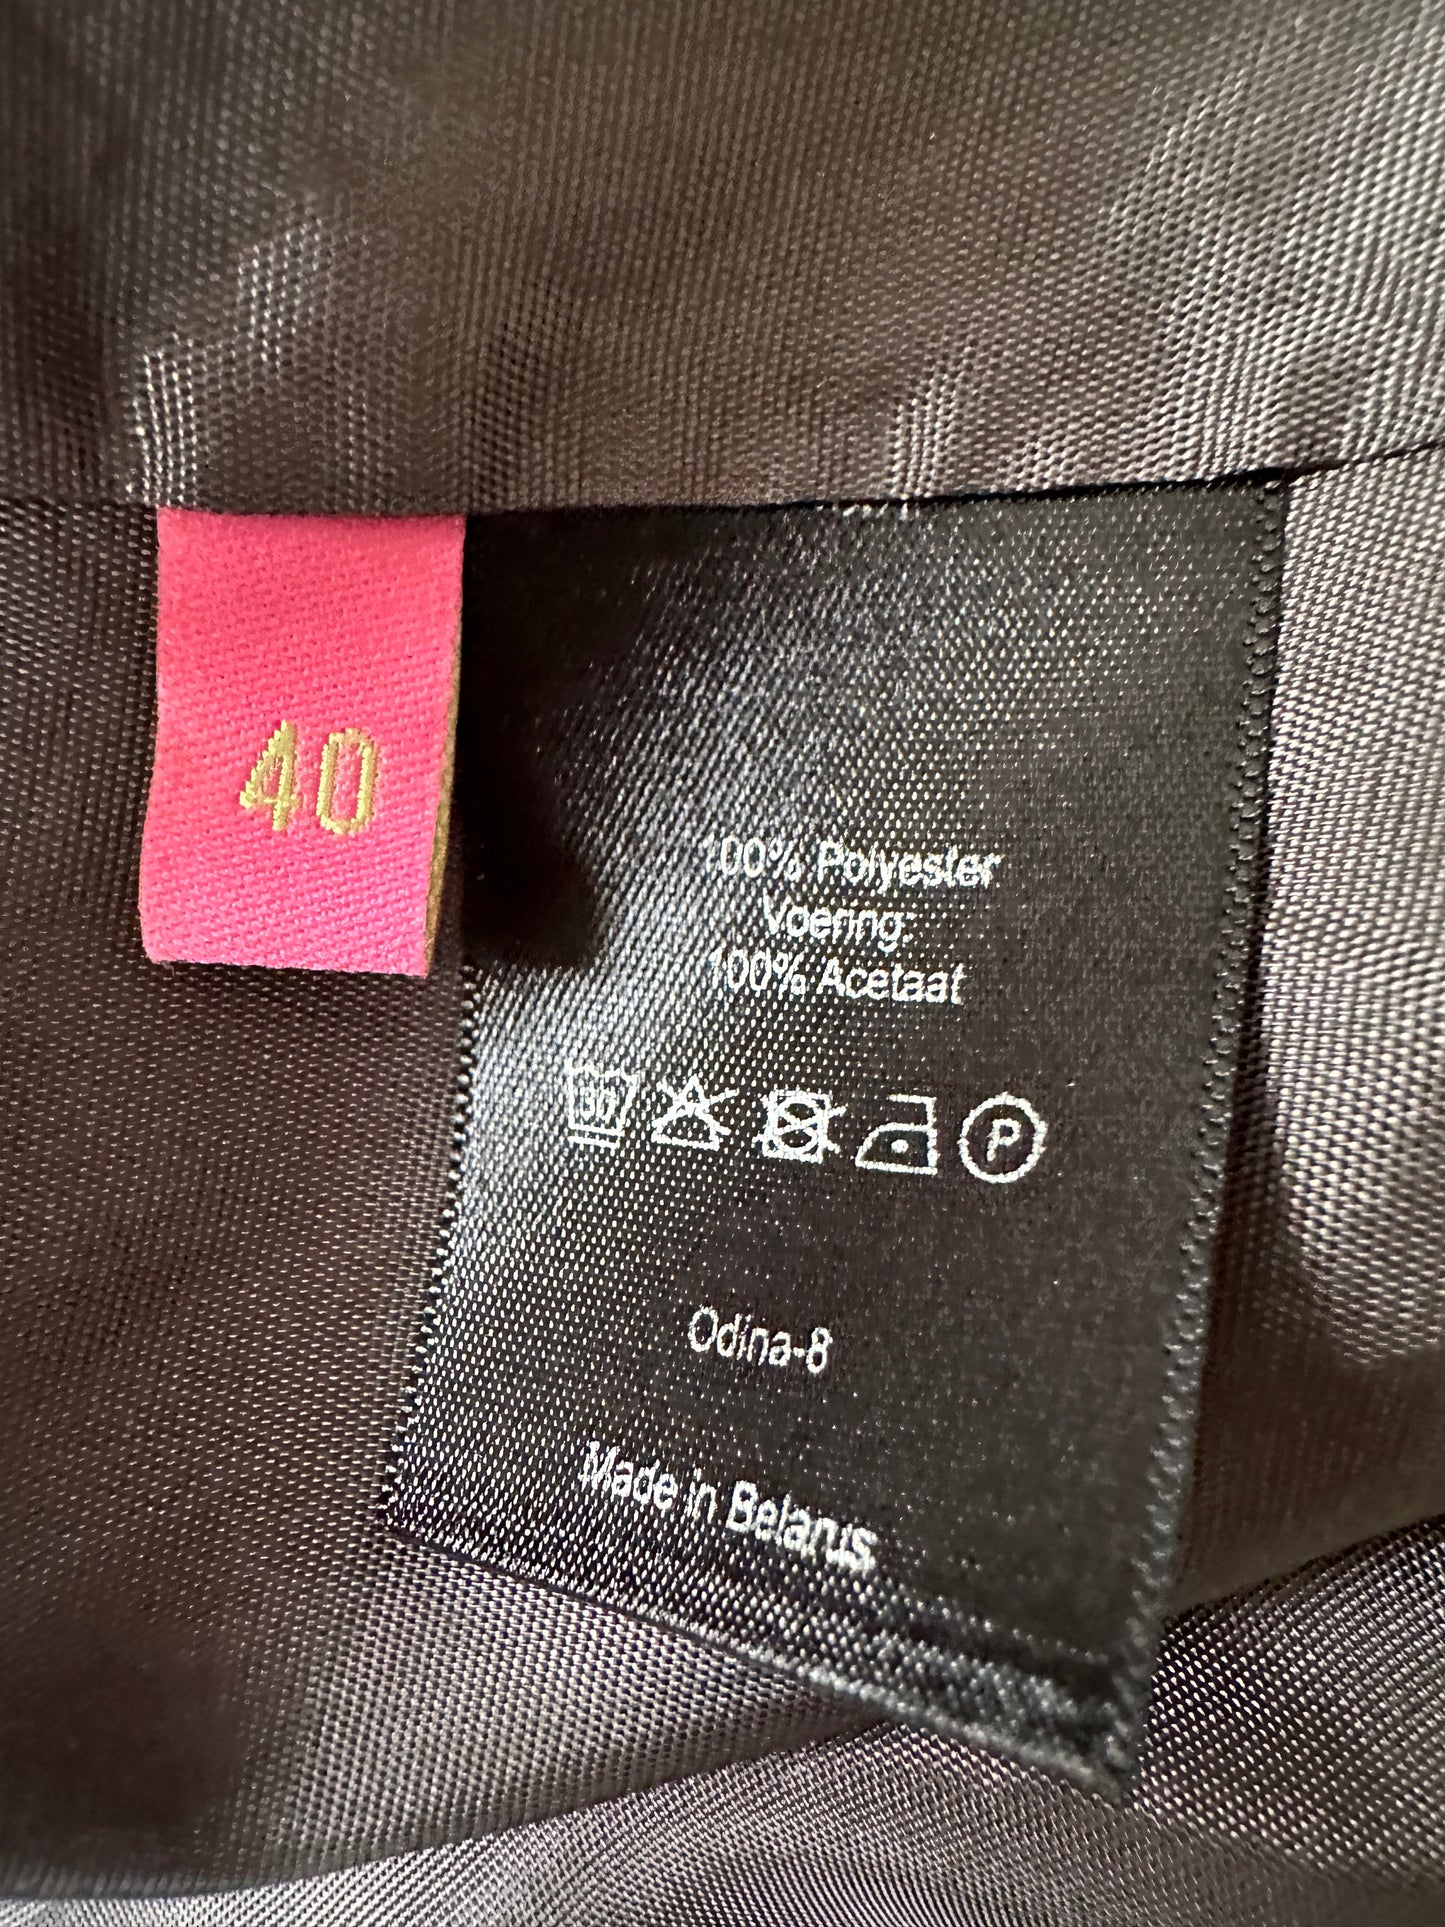 40
100% Polyester
Voering:
100% Acetaat
30 A P
Odina-8
Made in Belarus